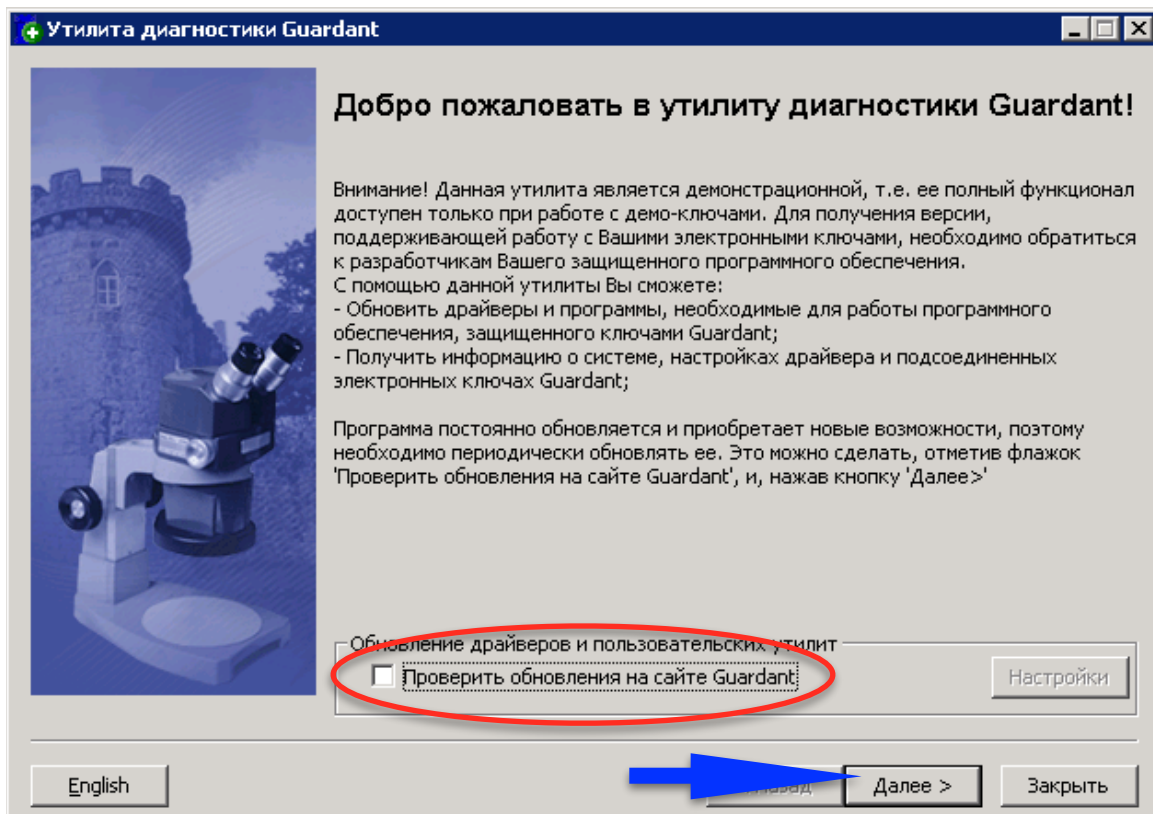 Утилита диагностики Guardant
Добро пожаловать в утилиту диагностики Guardant!
Внимание! Данная утилита является демонстрационной, т.е. ее полный функционал
доступен только при работе с демо-ключами. Для получения версии,
поддерживающей работу с Вашими электронными ключами, необходимо обратиться
к разработчикам Вашего защищенного программного обеспечения.
С помощью данной утилиты Вы сможете:
- Обновить драйверы и программы, необходимые для работы программного
обеспечения, защищенного ключами Guardant;
- Получить информацию о системе, настройках драйвера и подсоединенных
электронных ключах Guardant;
Программа постоянно обновляется и приобретает новые возможности, поэтому
необходимо периодически обновлять ее. Это можно сделать, отметив флажок
'Проверить обновления на сайте Guardant', и, нажав кнопку 'Далее>'
Обновление драйверов и пользовательских утилит
Проверить обновления на сайте Guardant
Настройки
English
Далее >
Закрыть